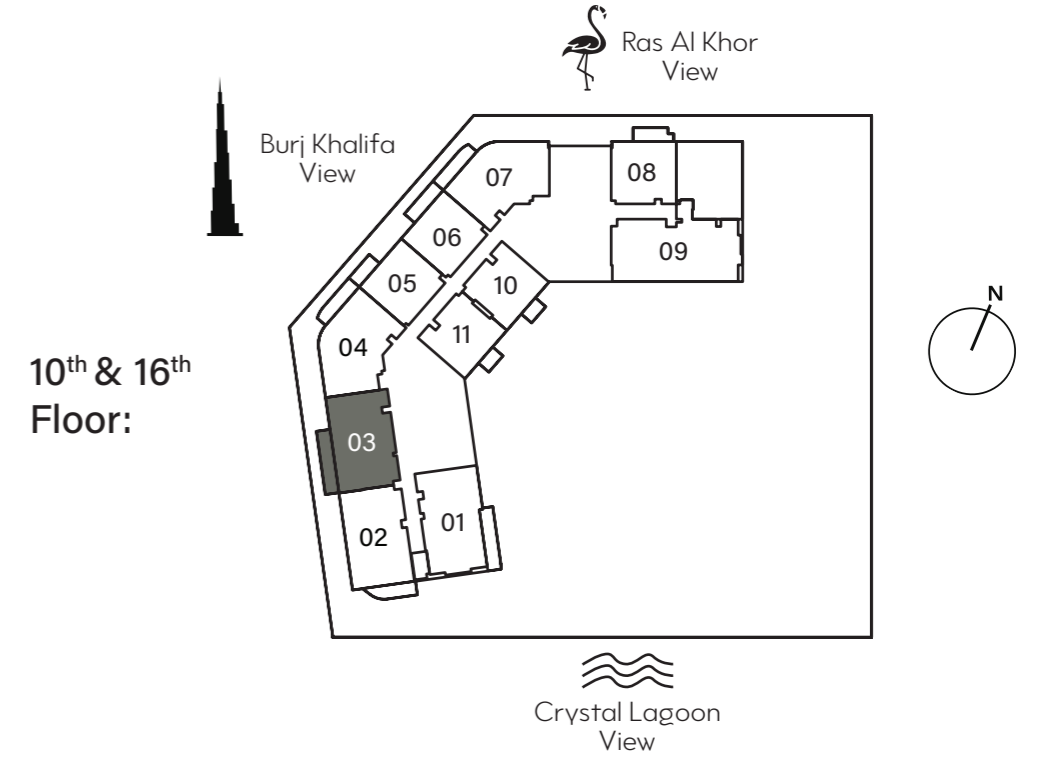 Ras Al Khor
View
Burj Khalifa
View
07
08
06
09
05
10
N
04
11
10th & 16th
Floor:
03
02
01
Crystal Lagoon
View